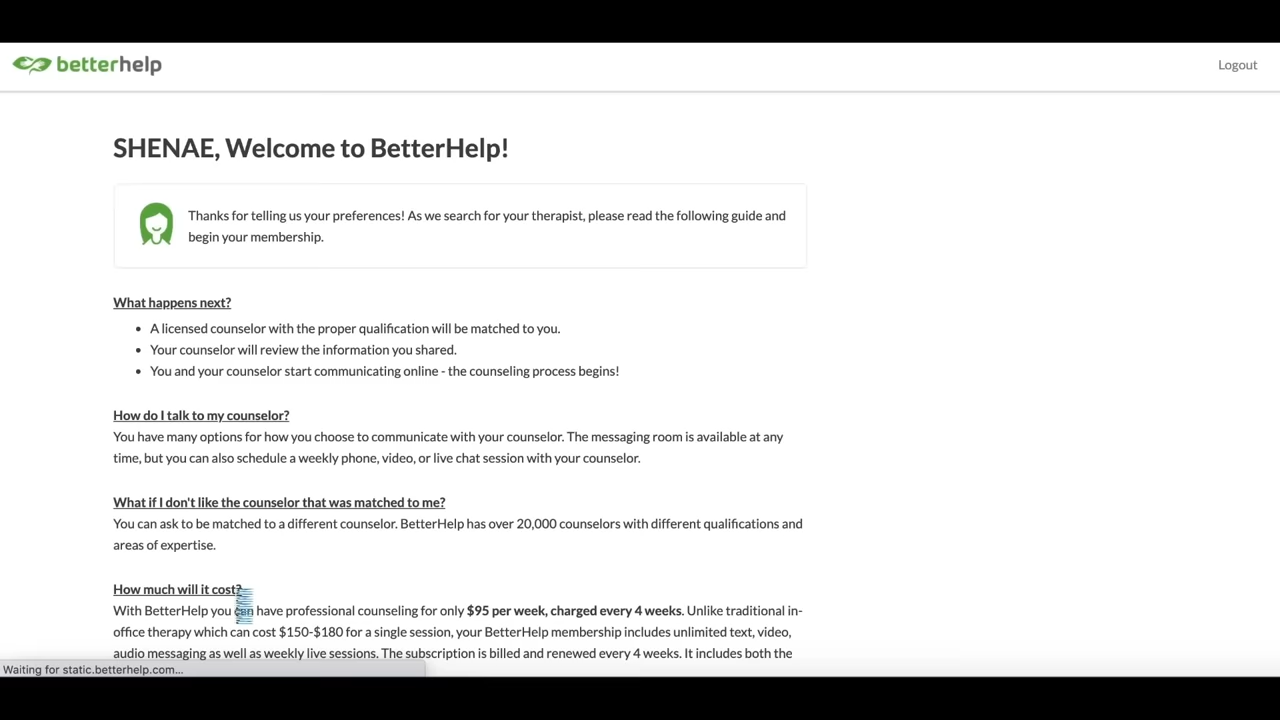 betterhelp
Logout
SHENAE, Welcome to BetterHelp!
Thanks for telling us your preferences! As we search for your therapist, please read the following guide and
begin your membership.
What happens next?
• A licensed counselor with the proper qualification will be matched to you.
• Your counselor will review the information you shared.
• You and your counselor start communicating online - the counseling process begins!
How do I talk to my counselor?
You have many options for how you choose to communicate with your counselor. The messaging room is available at any
time, but you can also schedule a weekly phone, video, or live chat session with your counselor.
What if I don't like the counselor that was matched to me?
You can ask to be matched to a different counselor. BetterHelp has over 20,000 counselors with different qualifications and
areas of expertise.
How much will it cost?
With BetterHelp you can have professional counseling for only $95 per week, charged every 4 weeks. Unlike traditional in-
office therapy which can cost $150-$180 for a single session, your BetterHelp membership includes unlimited text, video,
audio messaging as well as weekly live sessions. The subscription is billed and renewed every 4 weeks. It includes both the
Waiting for static.betterhelp.com...